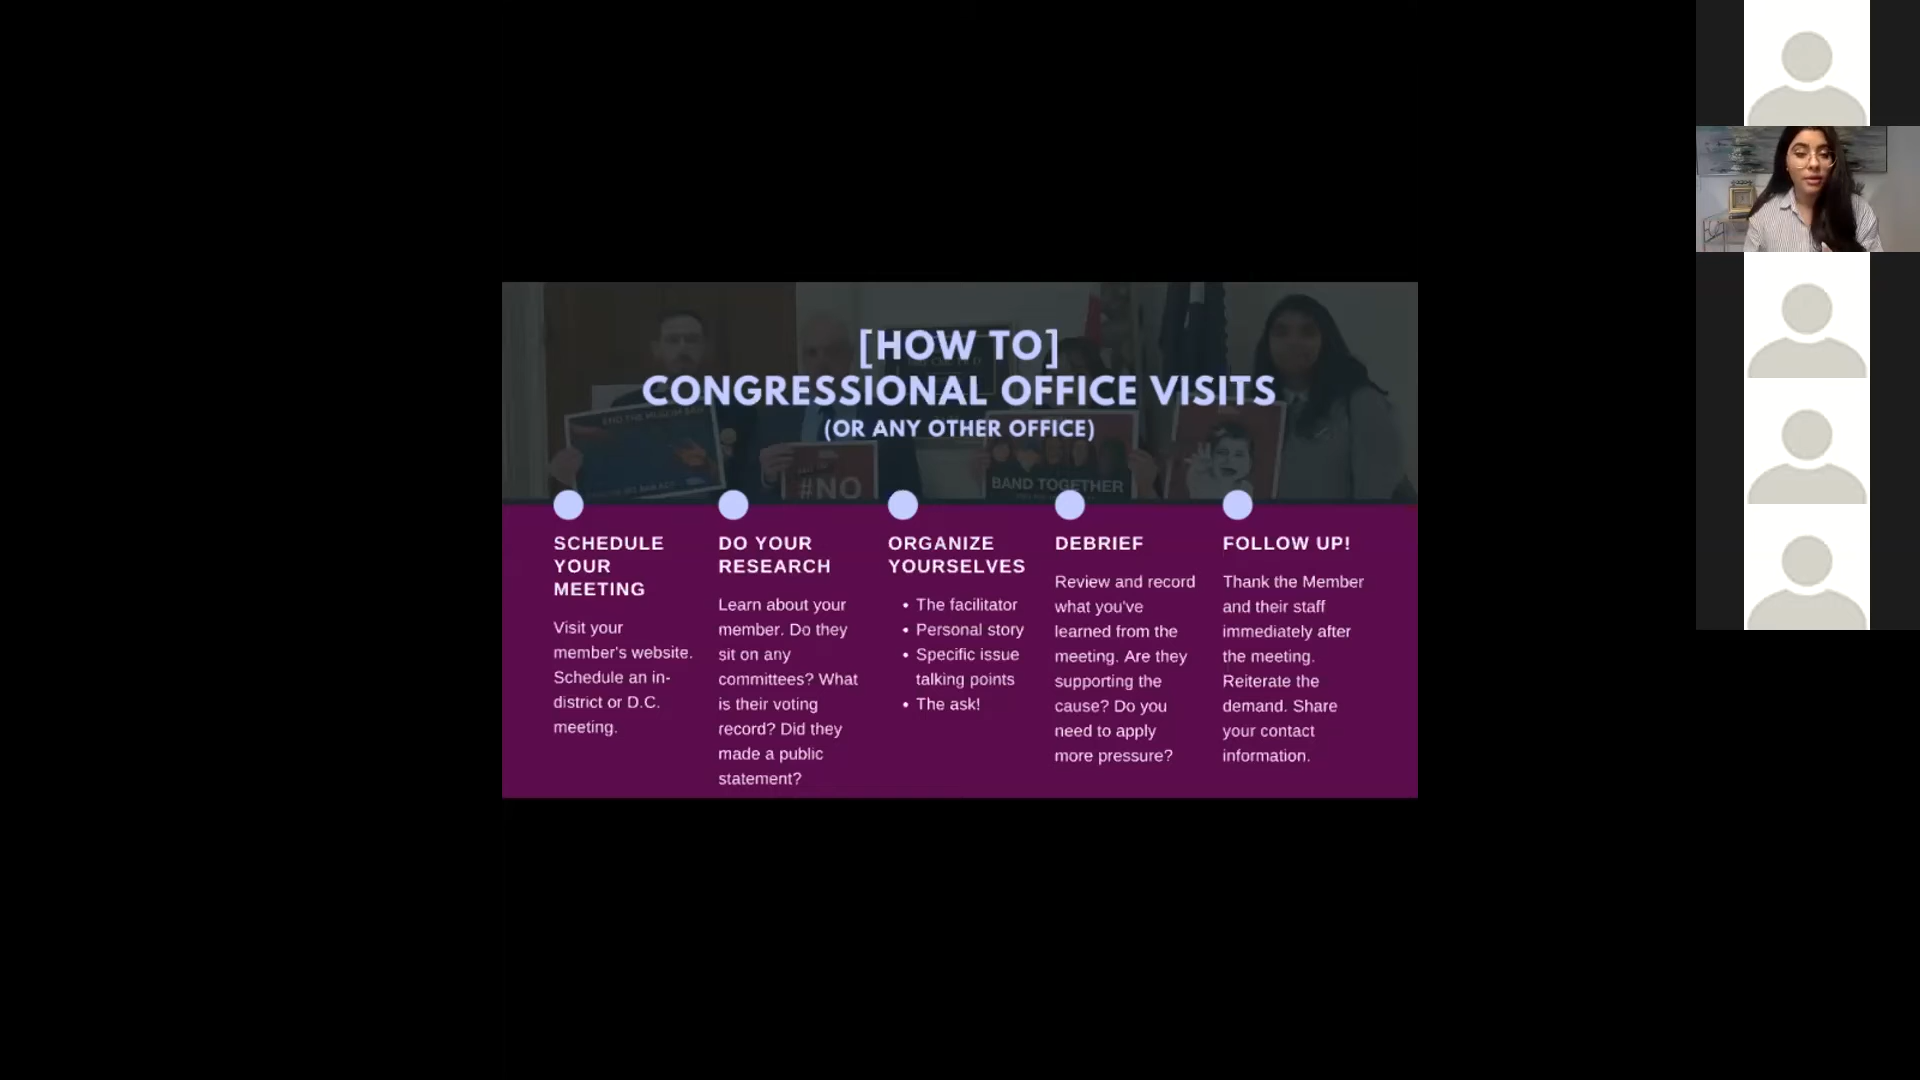 [HOW TO]
CONGRESSIONAL OFFICE VISITS
(OR ANY OTHER OFFICE)
END THE MUSLIM BAN
#NO
BAND TOGETHER
SCHEDULE
YOUR
MEETING
Visit your
member's website.
Schedule an in-
district or D.C.
meeting.
DO YOUR
RESEARCH
Learn about your
member. Do they
sit on any
committees? What
is their voting
record? Did they
made a public
statement?
ORGANIZE
YOURSELVES
• The facilitator
• Personal story
• Specific issue
talking points
• The ask!
DEBRIEF
Review and record
what you've
learned from the
meeting. Are they
supporting the
cause? Do you
need to apply
more pressure?
FOLLOW UP!
Thank the Member
and their staff
immediately after
the meeting.
Reiterate the
demand. Share
your contact
information.